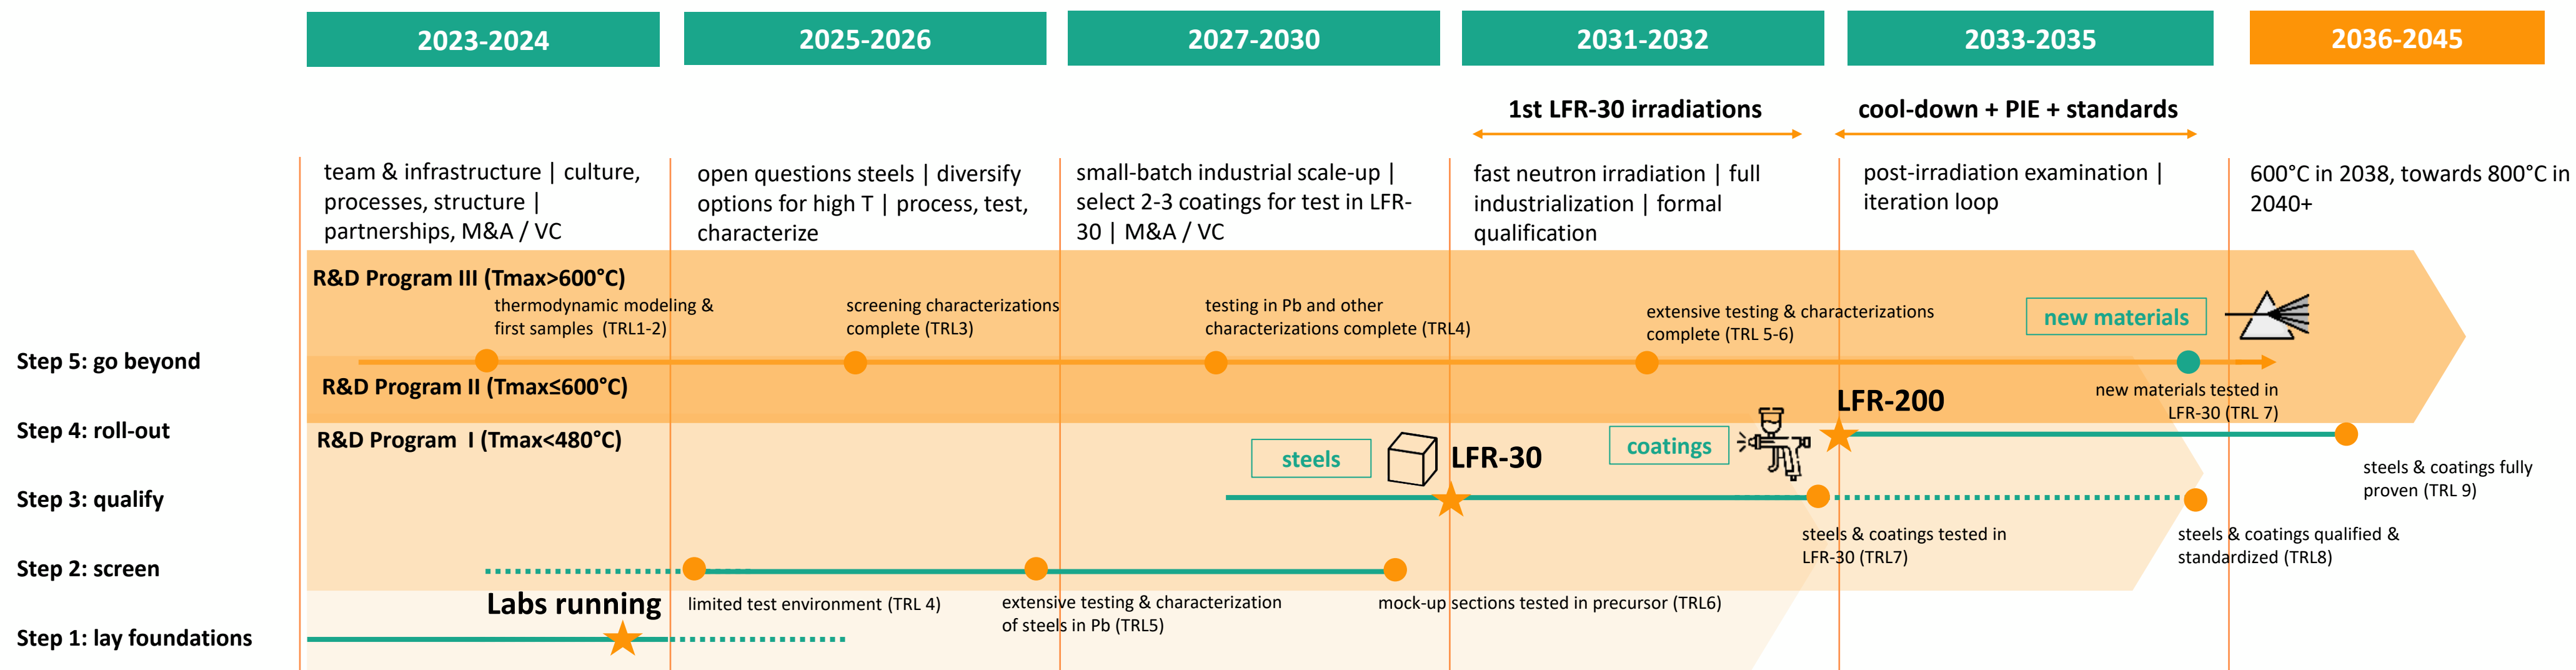 2023-2024
2025-2026
2027-2030
2031-2032
2033-2035
2036-2045
1st LFR-30 irradiations
cool-down + PIE + standards
team & infrastructure | culture,
processes, structure |
partnerships, M&A / VC
open questions steels | diversify
options for high T | process, test,
characterize
small-batch industrial scale-up |
select 2-3 coatings for test in LFR-
30 | M&A / VC
fast neutron irradiation | full
industrialization | formal
qualification
post-irradiation examination |
iteration loop
600°C in 2038, towards 800°C in
2040+
R&D Program III (Tmax>600°C)
thermodynamic modeling &
first samples (TRL1-2)
screening characterizations
complete (TRL3)
testing in Pb and other
characterizations complete (TRL4)
extensive testing & characterizations
complete (TRL 5-6)
new materials
Step 5: go beyond
R&D Program II (Tmax≤600°C)
new materials tested in
LFR-30 (TRL 7)
LFR-200
Step 4: roll-out
R&D Program I (Tmax<480°C)
steels
LFR-30
coatings
steels & coatings fully
proven (TRL 9)
Step 3: qualify
steels & coatings tested in
LFR-30 (TRL7)
steels & coatings qualified &
standardized (TRL8)
Step 2: screen
Labs running
limited test environment (TRL 4)
extensive testing & characterization
of steels in Pb (TRL5)
mock-up sections tested in precursor (TRL6)
Step 1: lay foundations